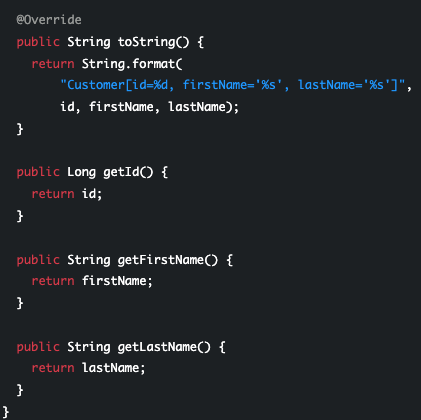 @Override
public String toString() {
return String.format(
"Customer[id=%d, firstName='%s', lastName='%s']",
id, firstName, lastName);
}
public Long getId() {
return id;
}
public String getFirstName() {
return firstName;
}
public String getLastName() {
return lastName;
}
}